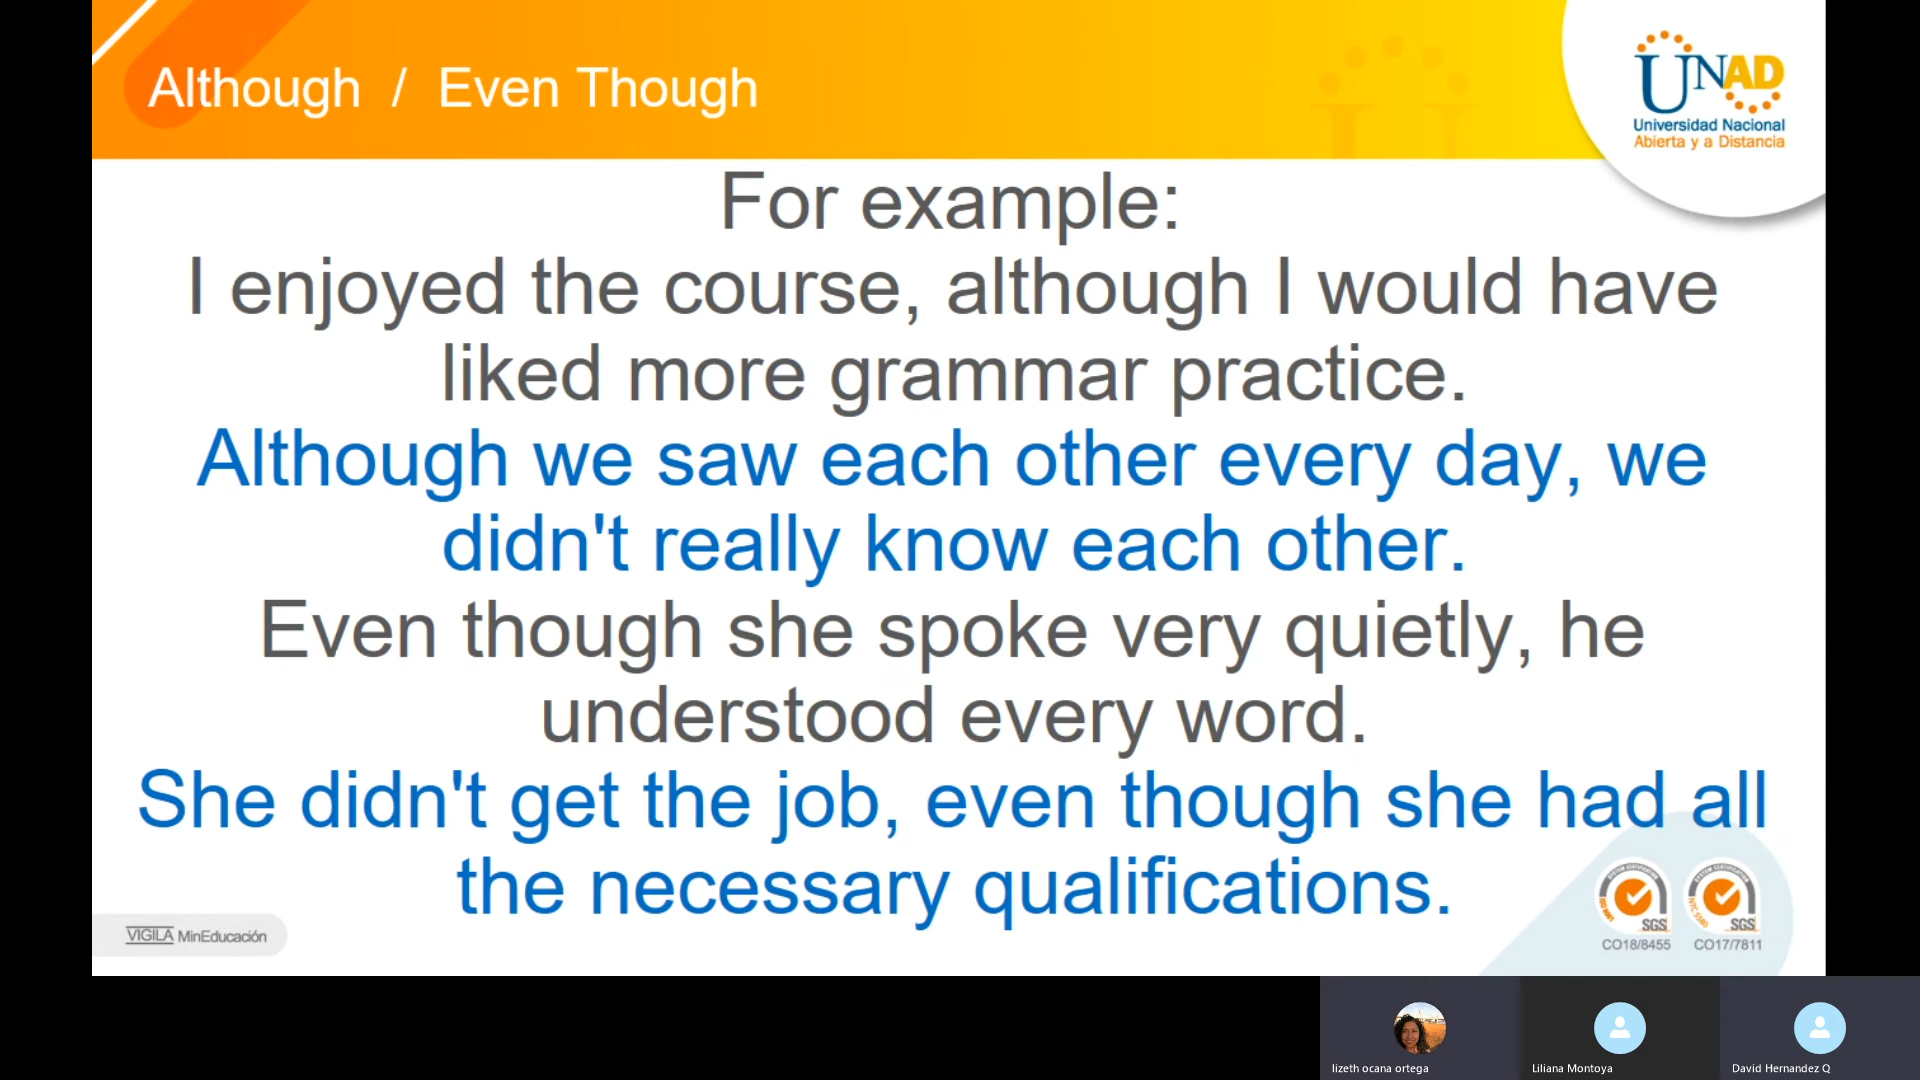 Although / Even Though
UNAD
Universidad Nacional
Abierta y a Distancia
For example:
I enjoyed the course, although I would have
liked more grammar practice.
Although we saw each other every day, we
didn't really know each other.
Even though she spoke very quietly, he
understood every word.
She didn't get the job, even though she had all
the necessary qualifications.
VIGILA MinEducación
SGS
SGS
CO18/8455
CO17/7811
lizeth ocana ortega
Liliana Montoya
David Hernandez Q